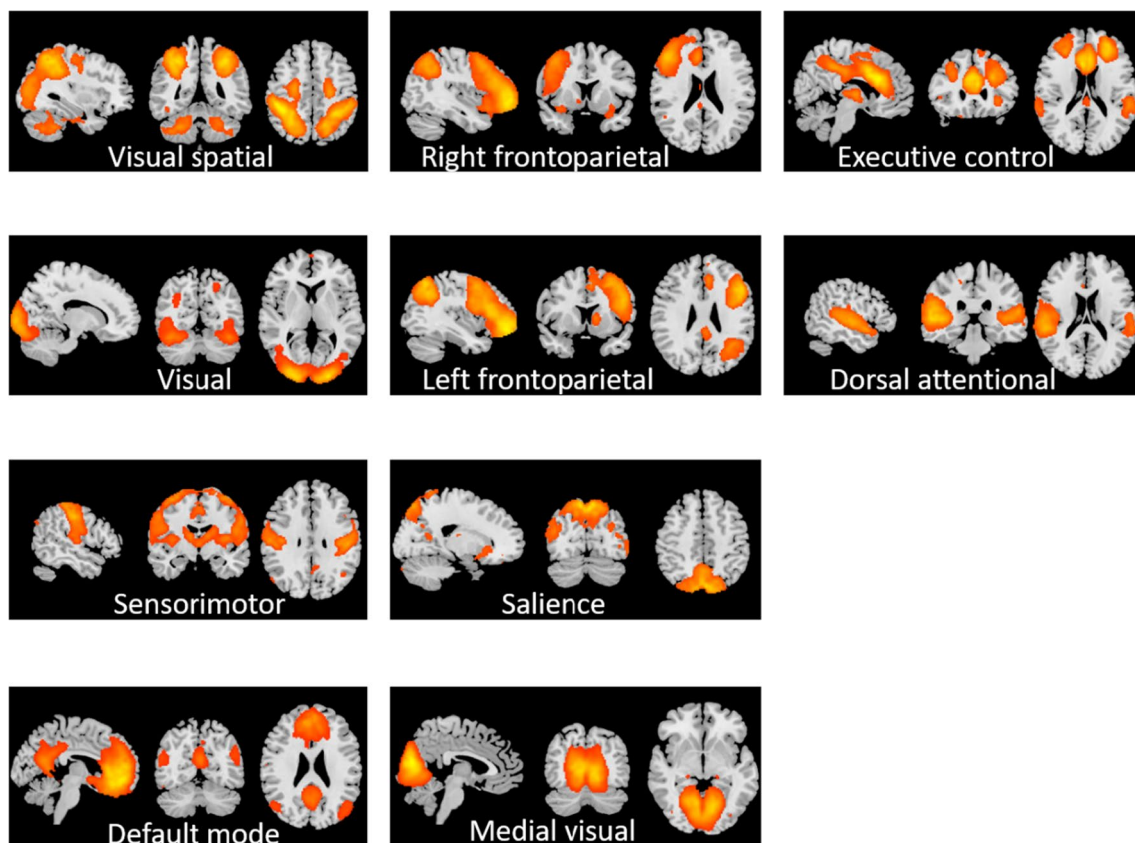 Visual spatial
Right frontoparietal
Executive control
Visual
Left frontoparietal
Dorsal attentional
Sensorimotor
Salience
Default mode
Medial visual